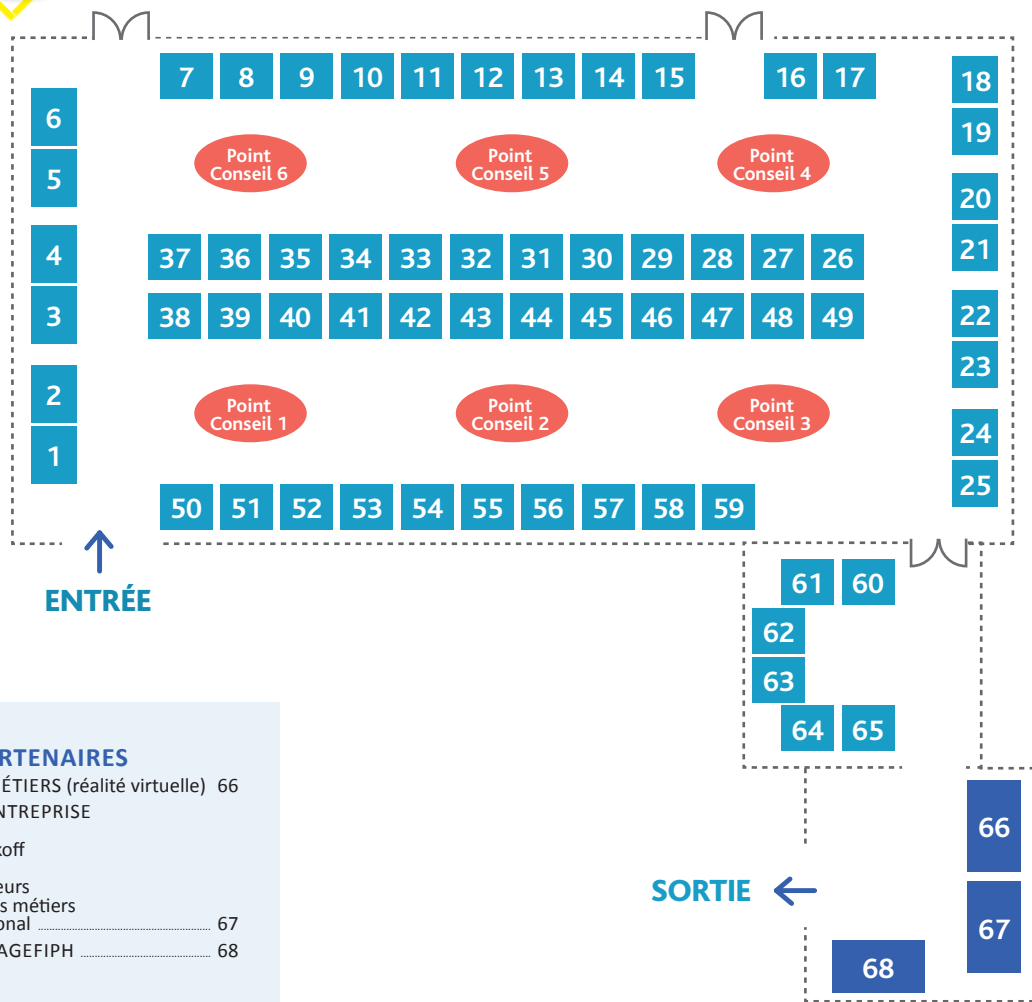 7 8 9 10 11 12 13 14 15 16 17
18
19
20
21
22
23
24
25
6
5
4
3
2
1
Point
Conseil 6
Point
Conseil 5
Point
Conseil 4
37 36 35 34 33 32 31 30 29 28 27 26
38 39 40 41 42 43 44 45 46 47 48 49
Point
Conseil 1
Point
Conseil 2
Point
Conseil 3
50 51 52 53 54 55 56 57 58 59
ENTRÉE
61 60
62
63
64 65
66
67
68
SORTIE
RTENAIRES
ÉTIERS (réalité virtuelle) 66
NTREPRISE
off
eurs
s métiers
onal 67
AGEFIPH 68